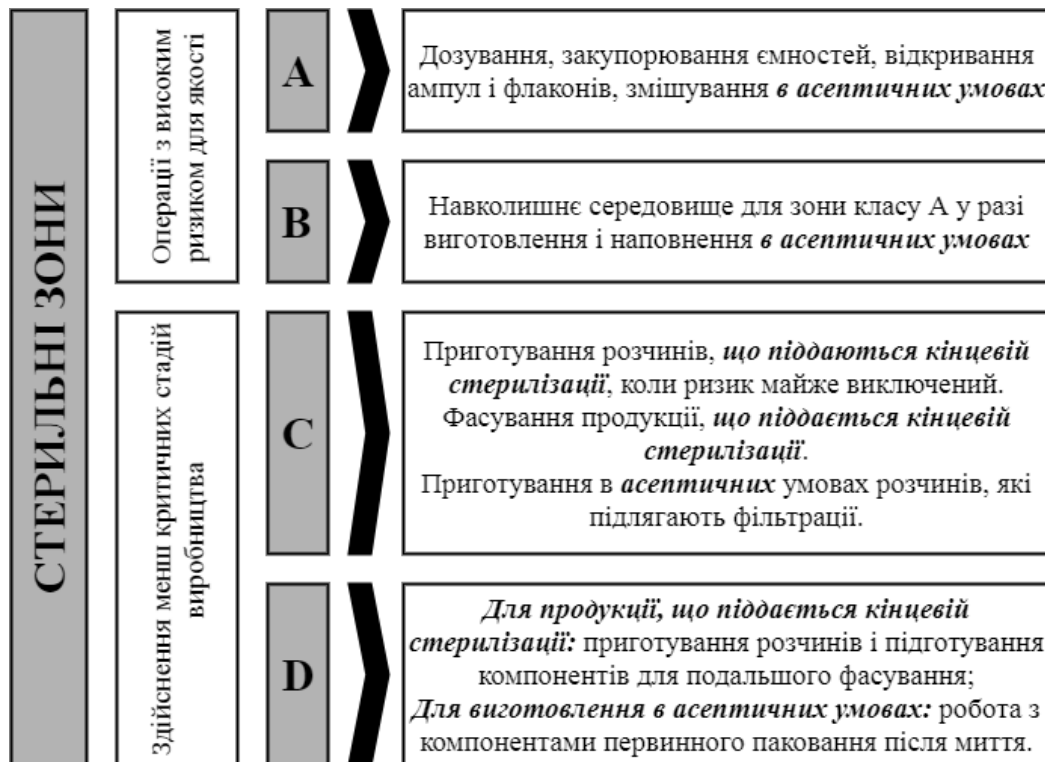 СТЕРИЛЬНІ ЗОНИ
Операції з високим
ризиком для якості
A
Дозування, закупорювання ємностей, відкривання
ампул і флаконів, змішування в асептичних умовах
B
Навколишнє середовище для зони класу А у разі
виготовлення і наповнення в асептичних умовах
Здійснення менш критичних стадій
виробництва
C
Приготування розчинів, що піддаються кінцевій
стерилізації, коли ризик майже виключений.
Фасування продукції, що піддається кінцевій
стерилізації.
Приготування в асептичних умовах розчинів, які
підлягають фільтрації.
D
Для продукції, що піддається кінцевій
стерилізації: приготування розчинів і підготування
компонентів для подальшого фасування;
Для виготовлення в асептичних умовах: робота з
компонентами первинного паковання після миття.